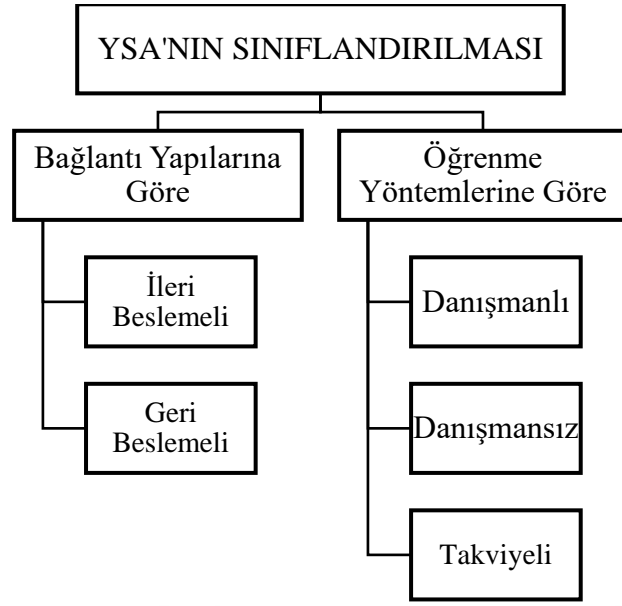 YSA'NIN SINIFLANDIRILMASI
Bağlantı Yapılarına
Göre
İleri
Beslemeli
Geri
Beslemeli
Öğrenme
Yöntemlerine Göre
Danışmanlı
Danışmansız
Takviyeli